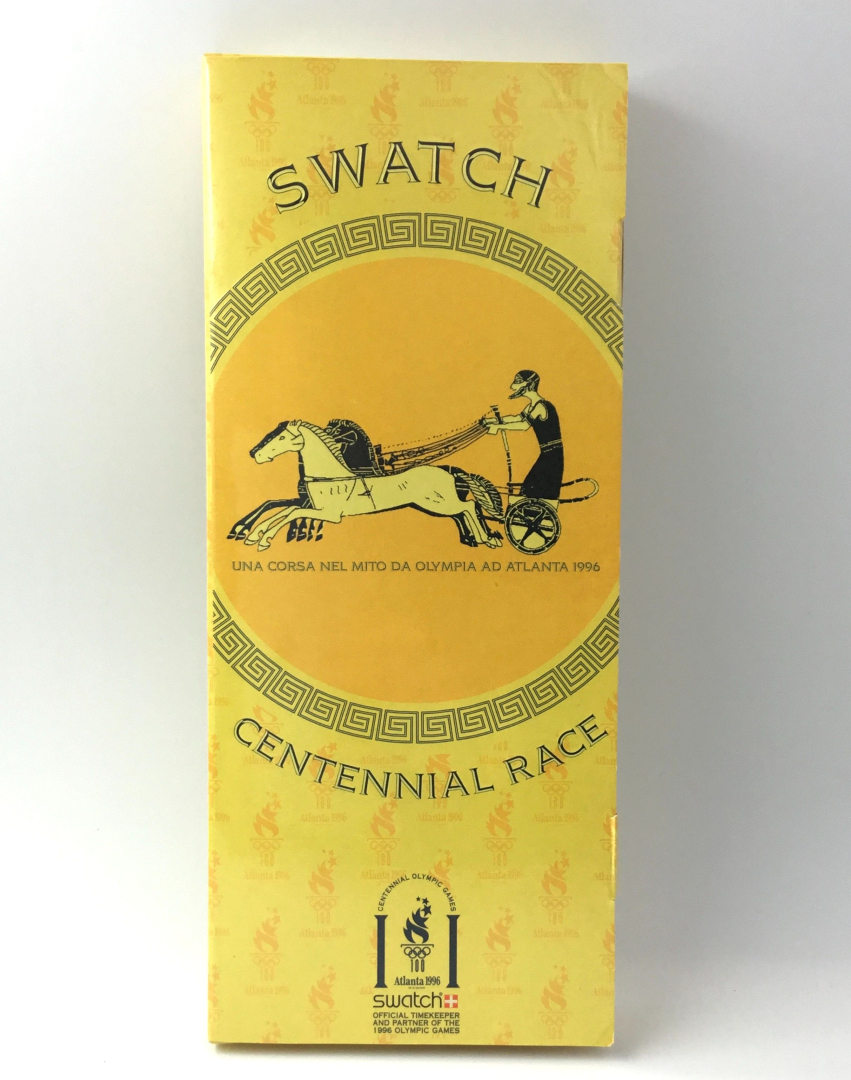 SWATCH
UNA CORSA NEL MITO DA OLYMPIA AD ATLANTA 1996
CENTENNIAL RACE
CENTENNIAL OLYMPIC GAMES
100
Atlanta 1996
swatch
OFFICIAL TIMEKEEPER
AND PARTNER OF THE
1996 OLYMPIC GAMES